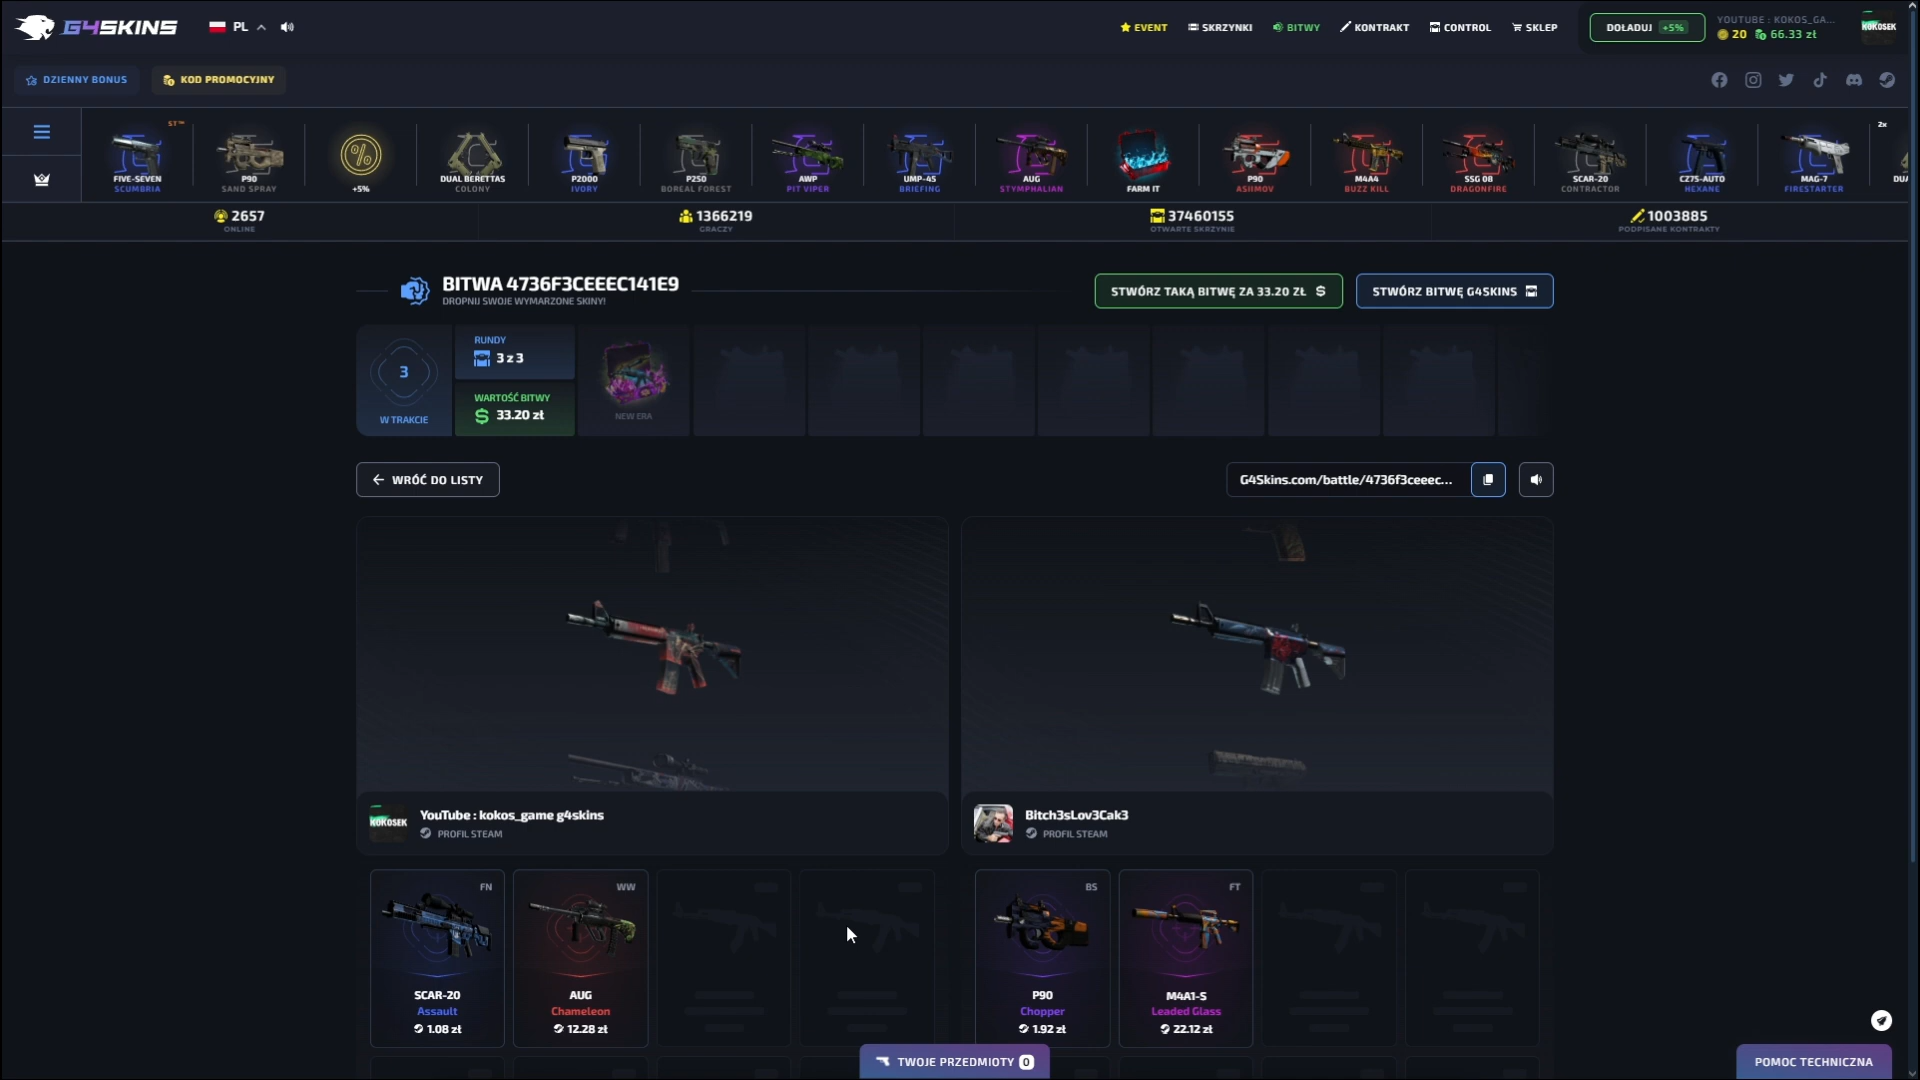 G4SKINS
PL
EVENT
SKRZYNKI
BITWY
KONTRAKT
CONTROL
SKLEP
DOŁADUJ +5%
YOUTUBE : KOKOS_GA...
20 66.33 zł
KOKOSEK
DZIENNY BONUS
KOD PROMOCYJNY
ST™
FIVE-SEVEN
SCUMBRIA
P90
SAND SPRAY
+5%
DUAL BERETTAS
COLONY
P2000
IVORY
P250
BOREAL FOREST
AWP
PIT VIPER
UMP-45
BRIEFING
AUG
STYMPHALIAN
FARM IT
P90
ASIIMOV
M4A4
BUZZ KILL
SSG 08
DRAGONFIRE
SCAR-20
CONTRACTOR
CZ75-AUTO
HEXANE
MAG-7
FIRESTARTER
2x
2657
ONLINE
1366219
GRACZY
37460155
OTWARTE SKRZYNIE
1003885
PODPISANE KONTRAKTY
BITWA 4736F3CEEEC141E9
DROPNIJ SWOJE WYMARZONE SKINY!
STWÓRZ TAKĄ BITWĘ ZA 33.20 ZŁ $
STWÓRZ BITWĘ G4SKINS
3
W TRAKCIE
RUNDY
3 z 3
WARTOŚĆ BITWY
$ 33.20 zł
NEW ERA
WRÓĆ DO LISTY
G4Skins.com/battle/4736f3ceeec...
KOKOSEK
YouTube : kokos_game g4skins
PROFIL STEAM
Bitch3sLov3Cak3
PROFIL STEAM
FN
SCAR-20
Assault
1.08 zł
WW
AUG
Chameleon
12.28 zł
BS
P90
Chopper
1.92 zł
FT
M4A1-S
Leaded Glass
22.12 zł
TWOJE PRZEDMIOTY 0
POMOC TECHNICZNA